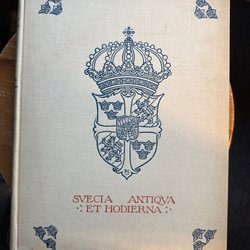 SVECIA ANTIQVA
·: ET HODIERNA :·